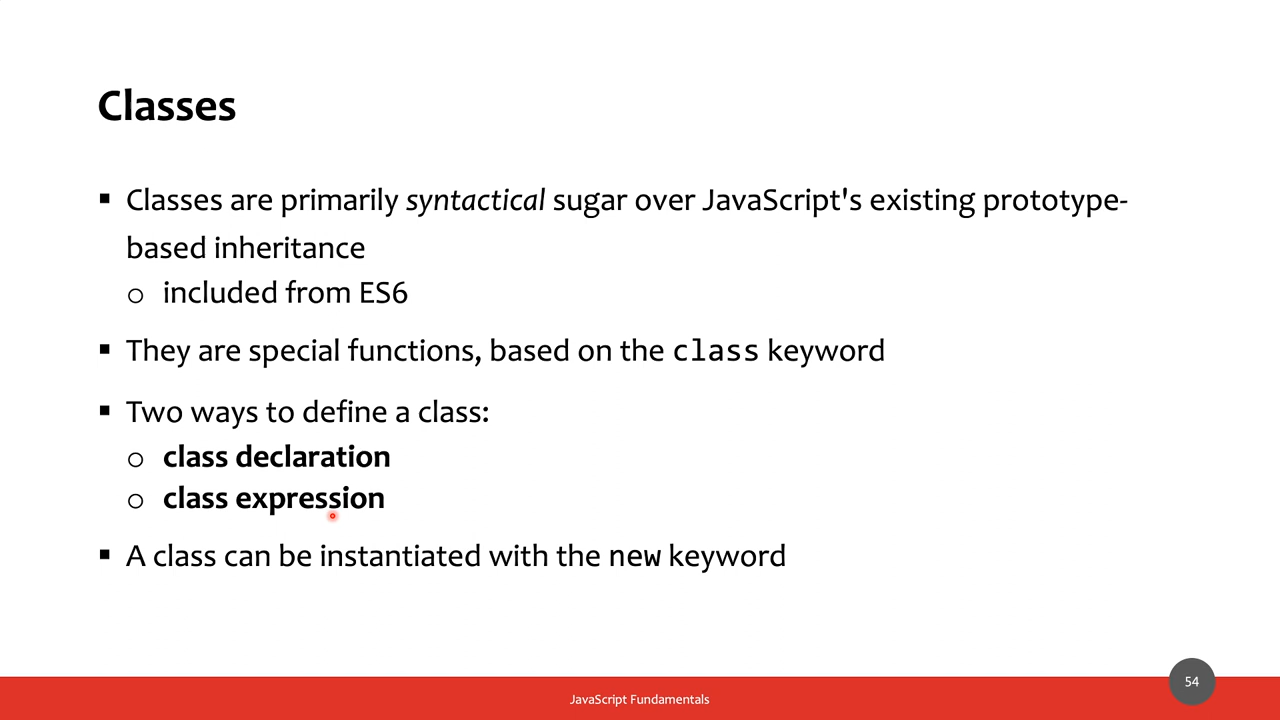 Classes
▪ Classes are primarily syntactical sugar over JavaScript's existing prototype-
based inheritance
o included from ES6
▪ They are special functions, based on the class keyword
▪ Two ways to define a class:
o class declaration
o class expression
▪ A class can be instantiated with the new keyword
54
JavaScript Fundamentals